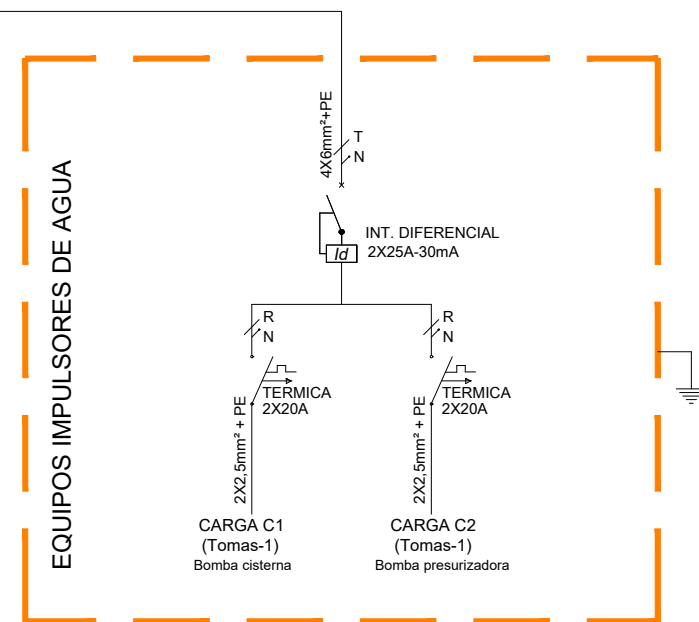 EQUIPOS IMPULSORES DE AGUA
4X6mm²+PE
T
N
INT. DIFERENCIAL
2X25A-30mA
Id
R
N
TERMICA
2X20A
2X2,5mm² + PE
CARGA C1
(Tomas-1)
Bomba cisterna
R
N
TERMICA
2X20A
2X2,5mm² + PE
CARGA C2
(Tomas-1)
Bomba presurizadora